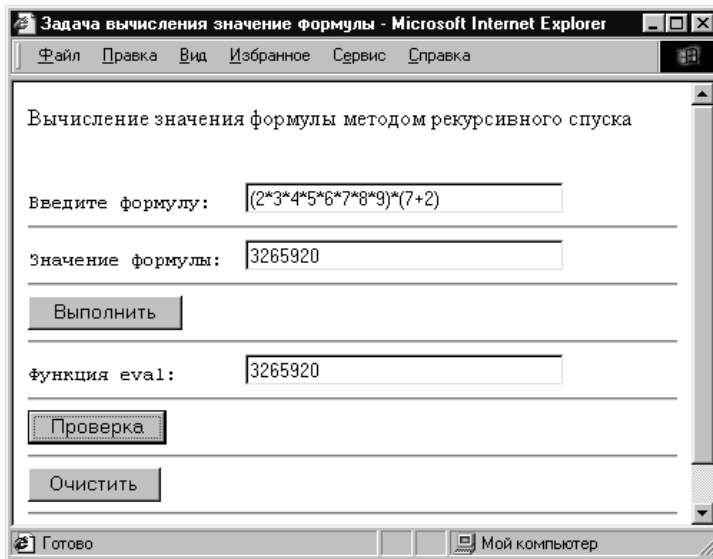 Задача вычисления значение формулы - Microsoft Internet Explorer
Файл Правка Вид Избранное Сервис Справка
Вычисление значения формулы методом рекурсивного спуска
Введите формулу: (2*3*4*5*6*7*8*9)*(7+2)
Значение формулы: 3265920
Выполнить
Функция eval: 3265920
Проверка
Очистить
Готово Мой компьютер